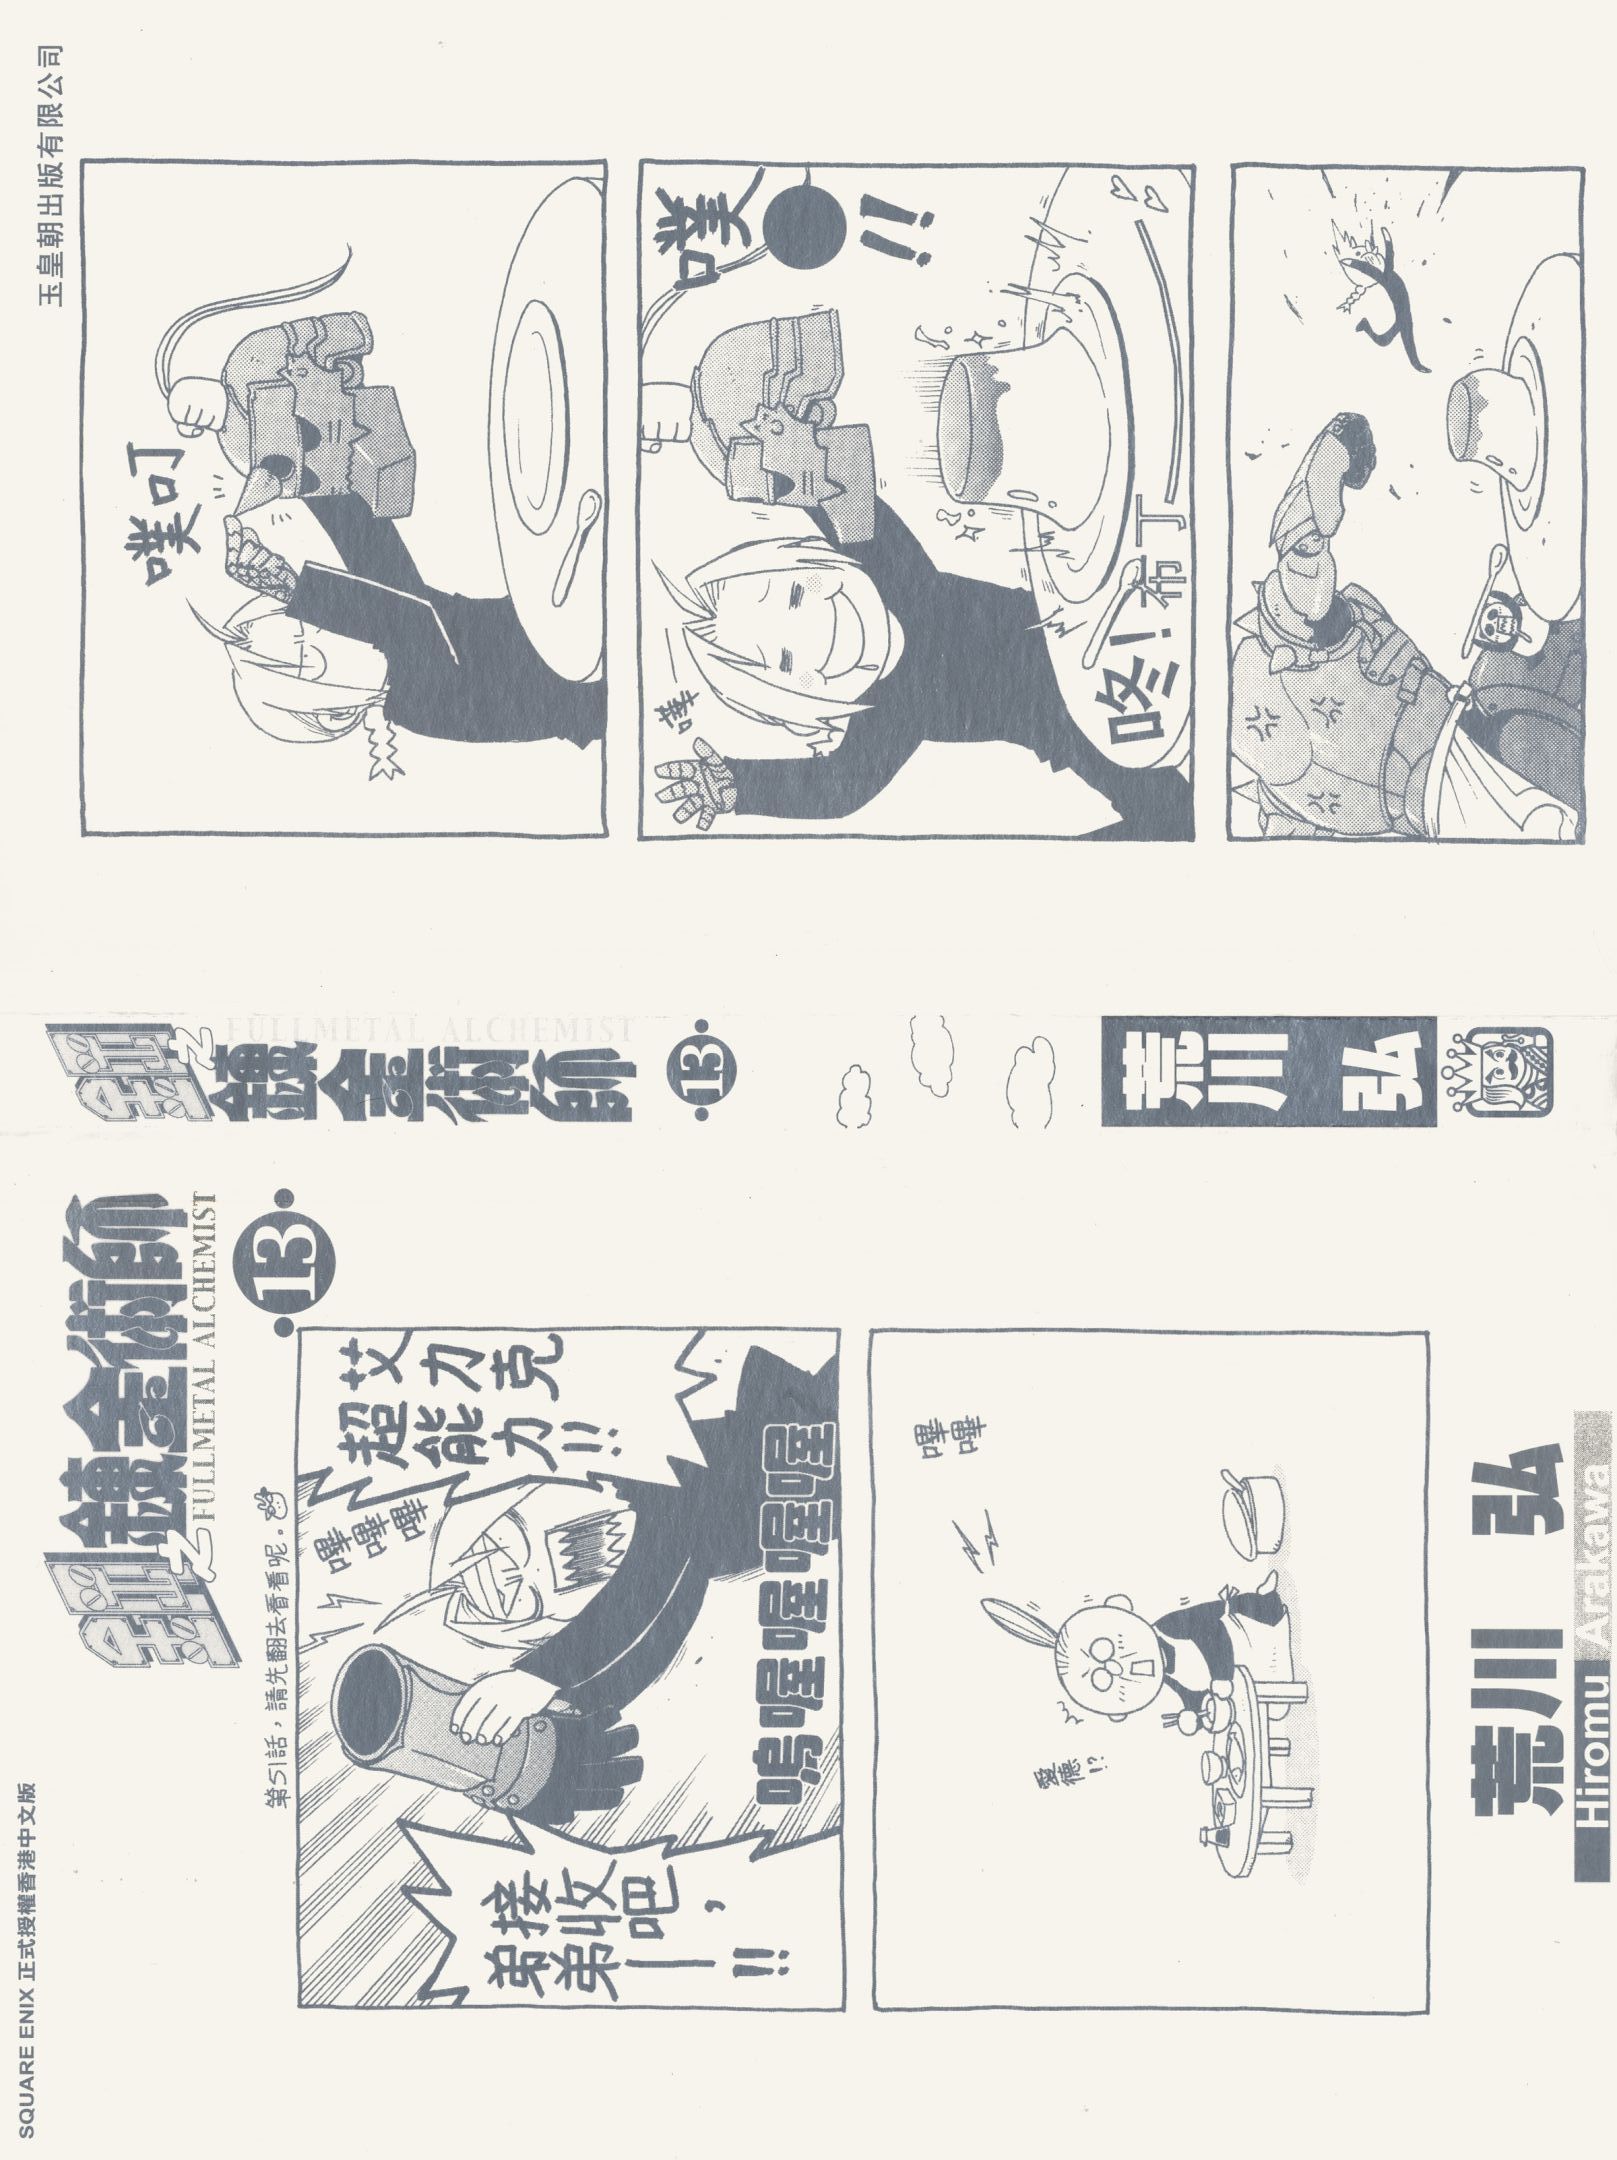 SQUARE ENIX 正式授權香港中文版
鋼之鍊金術師
FULLMETAL ALCHEMIST
13
第51話，請先翻去看看呢。
艾力克
超能力!!
嗶嗶嗶
嗚喔喔喔喔喔
接收吧，
弟弟——!!
嗶嗶
愛德!?
荒川 弘
Hiromu Arakawa
鋼之鍊金術師
FULLMETAL ALCHEMIST
13
荒川 弘
玉皇朝出版有限公司
噗叮
噗●!!
嘩—
咚!
布丁